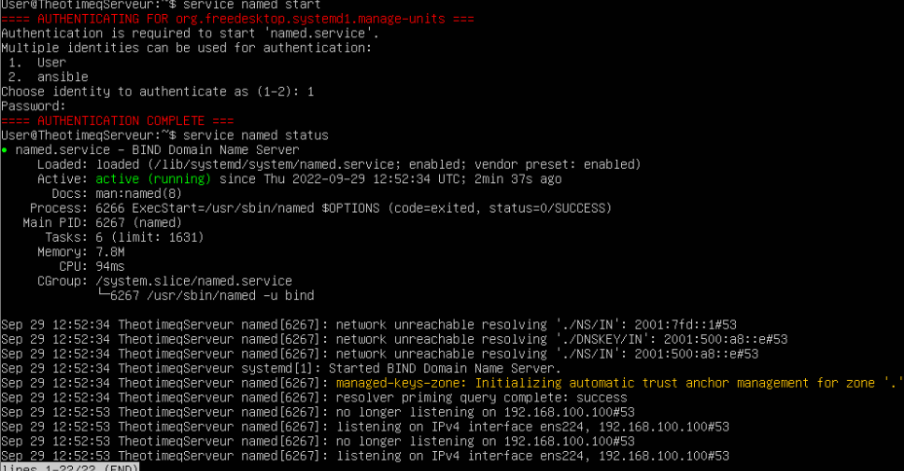 User@TheotimeqServeur:~$ service named start
==== AUTHENTICATING FOR org.freedesktop.systemd1.manage-units ===
Authentication is required to start 'named.service'.
Multiple identities can be used for authentication:
 1.  User
 2.  ansible
Choose identity to authenticate as (1-2): 1
Password:
==== AUTHENTICATION COMPLETE ===
User@TheotimeqServeur:~$ service named status
● named.service - BIND Domain Name Server
     Loaded: loaded (/lib/systemd/system/named.service; enabled; vendor preset: enabled)
     Active: active (running) since Thu 2022-09-29 12:52:34 UTC; 2min 37s ago
       Docs: man:named(8)
    Process: 6266 ExecStart=/usr/sbin/named $OPTIONS (code=exited, status=0/SUCCESS)
   Main PID: 6267 (named)
      Tasks: 6 (limit: 1631)
     Memory: 7.8M
        CPU: 94ms
     CGroup: /system.slice/named.service
             └─6267 /usr/sbin/named -u bind
Sep 29 12:52:34 TheotimeqServeur named[6267]: network unreachable resolving './NS/IN': 2001:7fd::1#53
Sep 29 12:52:34 TheotimeqServeur named[6267]: network unreachable resolving './DNSKEY/IN': 2001:500:a8::e#53
Sep 29 12:52:34 TheotimeqServeur named[6267]: network unreachable resolving './NS/IN': 2001:500:a8::e#53
Sep 29 12:52:34 TheotimeqServeur systemd[1]: Started BIND Domain Name Server.
Sep 29 12:52:34 TheotimeqServeur named[6267]: managed-keys-zone: Initializing automatic trust anchor management for zone '.'
Sep 29 12:52:34 TheotimeqServeur named[6267]: resolver priming query complete: success
Sep 29 12:52:53 TheotimeqServeur named[6267]: no longer listening on 192.168.100.100#53
Sep 29 12:52:53 TheotimeqServeur named[6267]: listening on IPv4 interface ens224, 192.168.100.100#53
Sep 29 12:52:53 TheotimeqServeur named[6267]: no longer listening on 192.168.100.100#53
Sep 29 12:52:53 TheotimeqServeur named[6267]: listening on IPv4 interface ens224, 192.168.100.100#53
lines 1-22/22 (END)